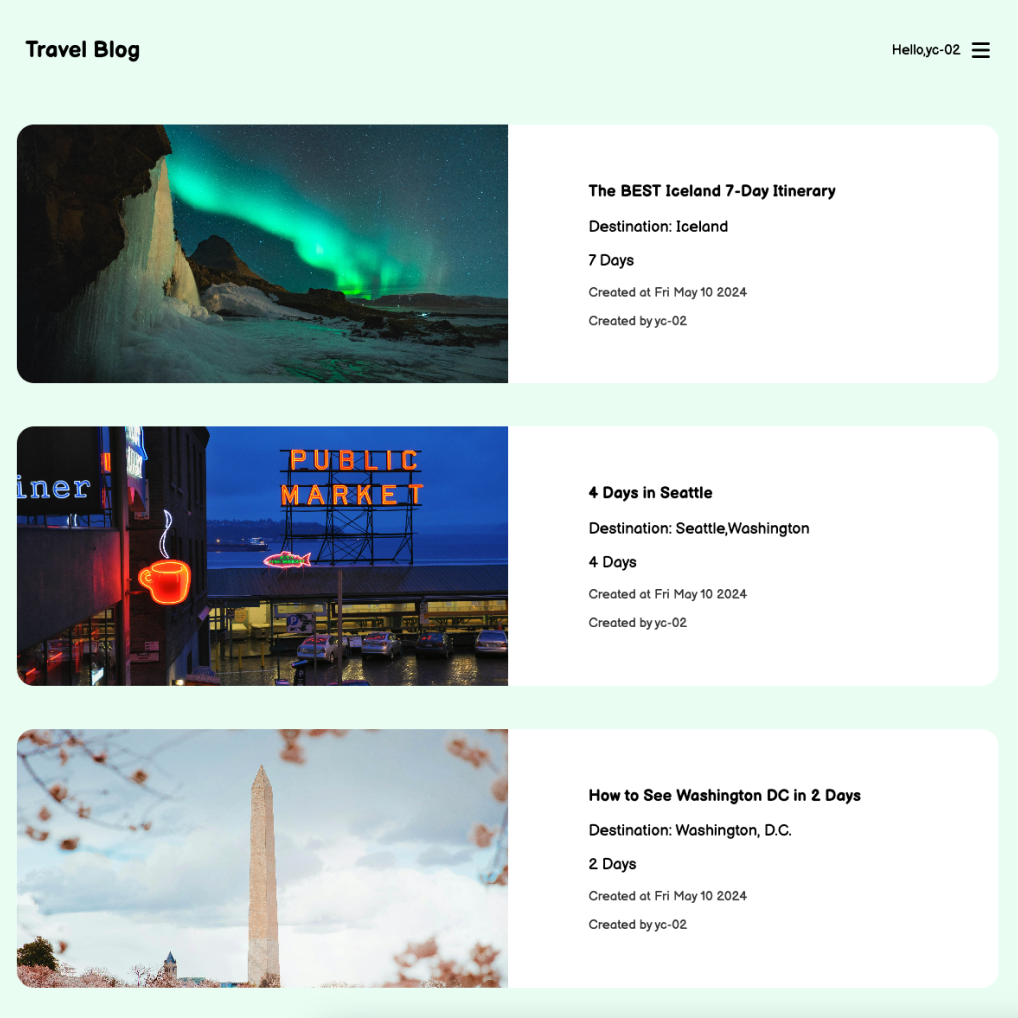 Travel Blog
Hello,yc-02
The BEST Iceland 7-Day Itinerary
Destination: Iceland
7 Days
Created at Fri May 10 2024
Created by yc-02
iner
PUBLIC
MARKET
4 Days in Seattle
Destination: Seattle,Washington
4 Days
Created at Fri May 10 2024
Created by yc-02
How to See Washington DC in 2 Days
Destination: Washington, D.C.
2 Days
Created at Fri May 10 2024
Created by yc-02